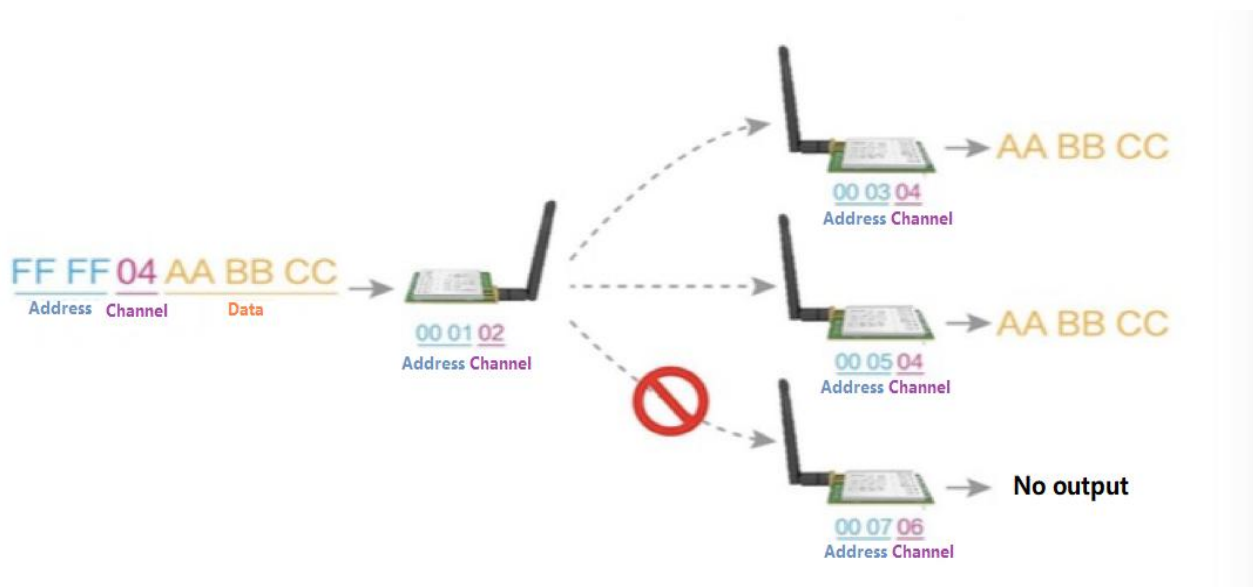 FF FF 04 AA BB CC
Address Channel Data
00 01 02
Address Channel
AA BB CC
00 03 04
Address Channel
AA BB CC
00 05 04
Address Channel
No output
00 07 06
Address Channel